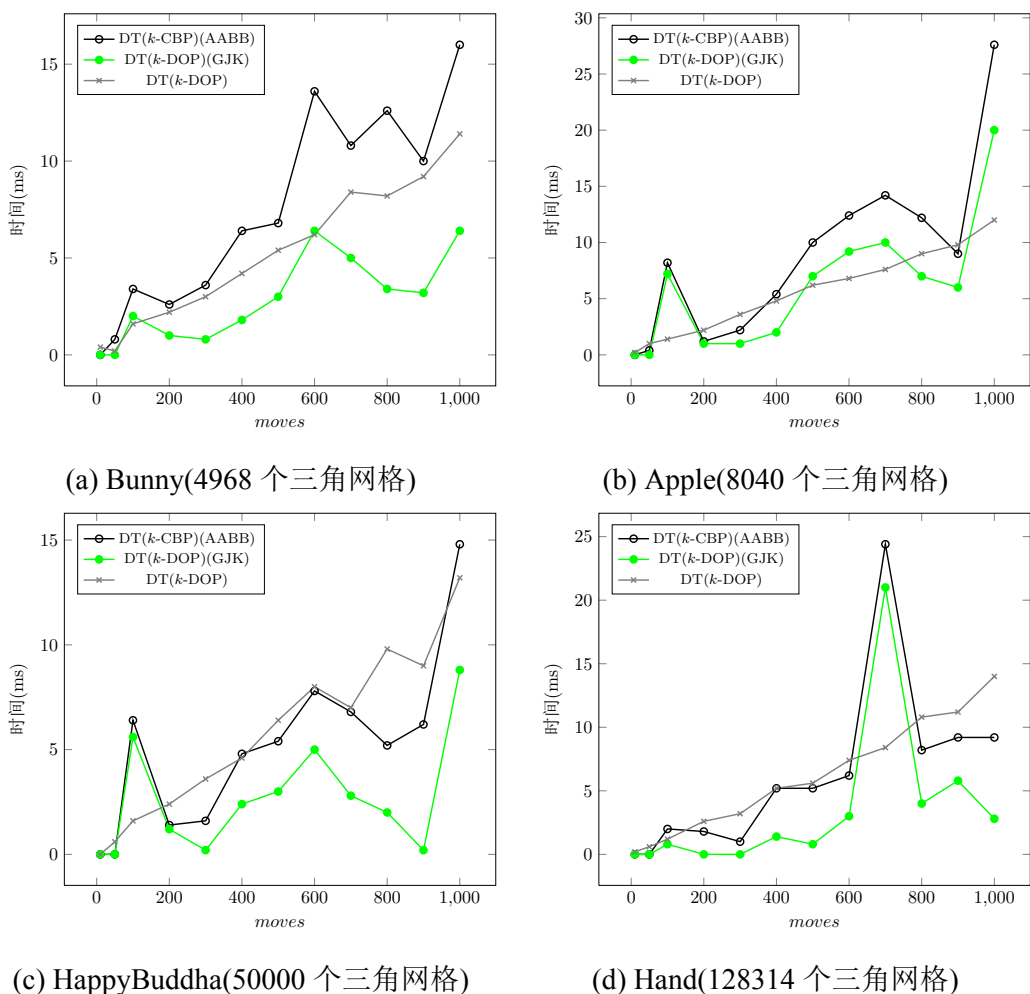 DT(k-CBP)(AABB)
DT(k-DOP)(GJK)
DT(k-DOP)
15
10
5
0
时间(ms)
0 200 400 600 800 1,000
moves
(a) Bunny(4968 个三角网格)
DT(k-CBP)(AABB)
DT(k-DOP)(GJK)
DT(k-DOP)
30
25
20
15
10
5
0
时间(ms)
0 200 400 600 800 1,000
moves
(b) Apple(8040 个三角网格)
DT(k-CBP)(AABB)
DT(k-DOP)(GJK)
DT(k-DOP)
15
10
5
0
时间(ms)
0 200 400 600 800 1,000
moves
(c) HappyBuddha(50000 个三角网格)
DT(k-CBP)(AABB)
DT(k-DOP)(GJK)
DT(k-DOP)
25
20
15
10
5
0
时间(ms)
0 200 400 600 800 1,000
moves
(d) Hand(128314 个三角网格)